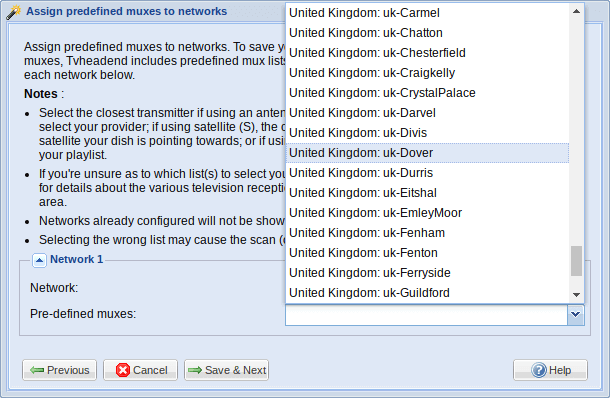 Assign predefined muxes to networks
Assign predefined muxes to networks. To save y
muxes, Tvheadend includes predefined mux lists
each network below.
Notes :
Select the closest transmitter if using an anten
select your provider; if using satellite (S), the
satellite your dish is pointing towards; or if usi
your playlist.
If you're unsure as to which list(s) to select you
for details about the various television recepti
area.
Networks already configured will not be show
Selecting the wrong list may cause the scan (
Network 1
Network:
Pre-defined muxes:
United Kingdom: uk-Carmel
United Kingdom: uk-Chatton
United Kingdom: uk-Chesterfield
United Kingdom: uk-Craigkelly
United Kingdom: uk-CrystalPalace
United Kingdom: uk-Darvel
United Kingdom: uk-Divis
United Kingdom: uk-Dover
United Kingdom: uk-Durris
United Kingdom: uk-Eitshal
United Kingdom: uk-EmleyMoor
United Kingdom: uk-Fenham
United Kingdom: uk-Fenton
United Kingdom: uk-Ferryside
United Kingdom: uk-Guildford
Previous
Cancel
Save & Next
Help